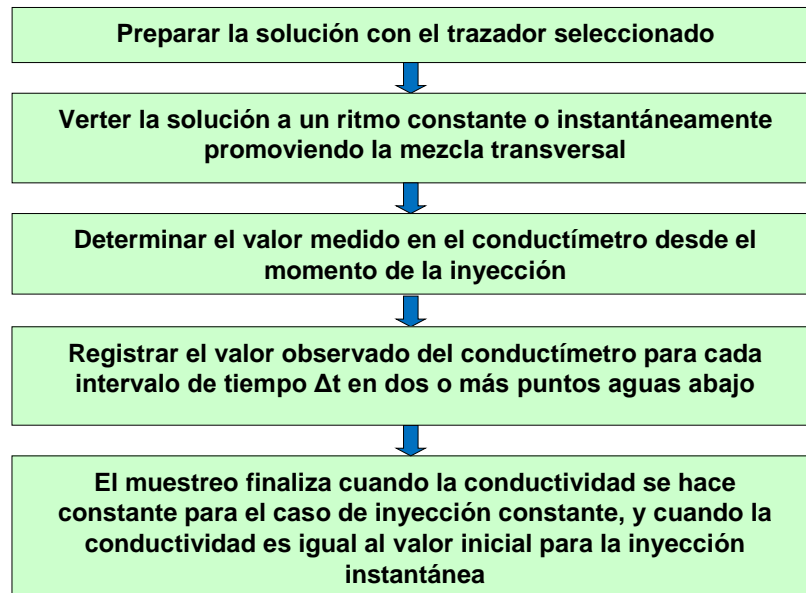 Preparar la solución con el trazador seleccionado
Verter la solución a un ritmo constante o instantáneamente
promoviendo la mezcla transversal
Determinar el valor medido en el conductímetro desde el
momento de la inyección
Registrar el valor observado del conductímetro para cada
intervalo de tiempo Δt en dos o más puntos aguas abajo
El muestreo finaliza cuando la conductividad se hace
constante para el caso de inyección constante, y cuando la
conductividad es igual al valor inicial para la inyección
instantánea